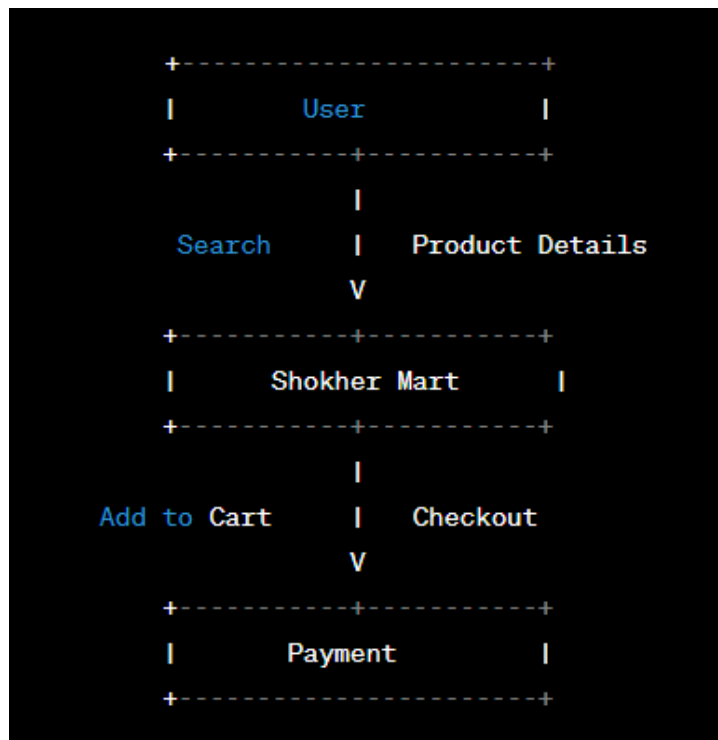 +-----------------------+
|        User           |
+-----------+-----------+
            |
 Search     |   Product Details
            V
+-----------+-----------+
|      Shokher Mart      |
+-----------+-----------+
            |
Add to Cart     |   Checkout
            V
+-----------+-----------+
|       Payment         |
+-----------------------+